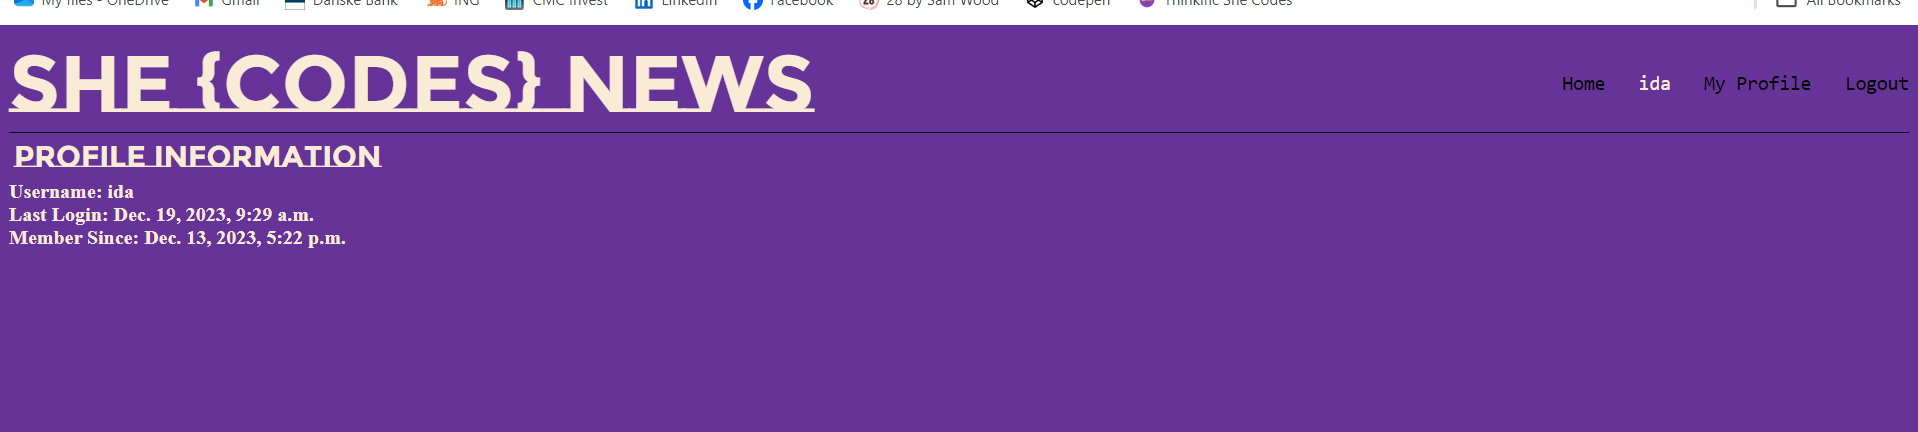 My files - OneDrive Gmail Danske Bank ING CMC Invest LinkedIn Facebook 28 by Sam Wood codepen Thinkific She Codes All Bookmarks
SHE {CODES} NEWS
Home ida My Profile Logout
PROFILE INFORMATION
Username: ida
Last Login: Dec. 19, 2023, 9:29 a.m.
Member Since: Dec. 13, 2023, 5:22 p.m.